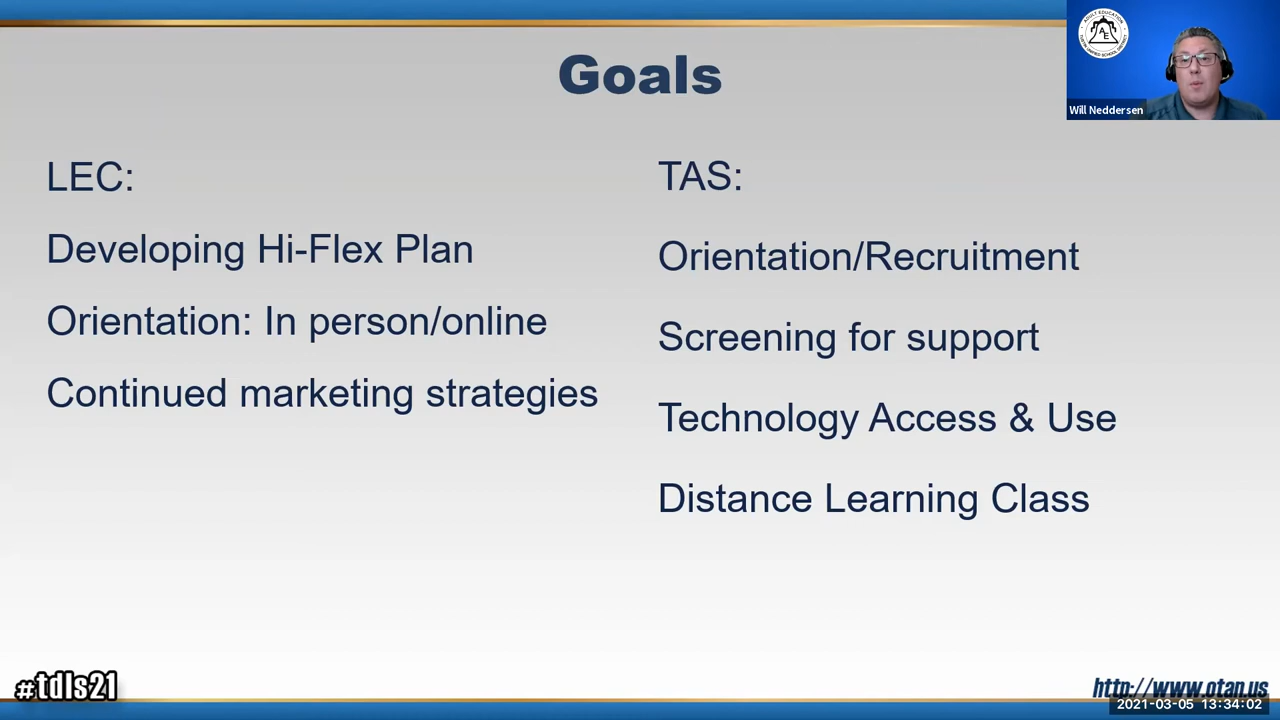 Goals
Will Neddersen
LEC:
Developing Hi-Flex Plan
Orientation: In person/online
Continued marketing strategies
TAS:
Orientation/Recruitment
Screening for support
Technology Access & Use
Distance Learning Class
#tdls21
http://www.otan.us
2021-03-05 13:34:02